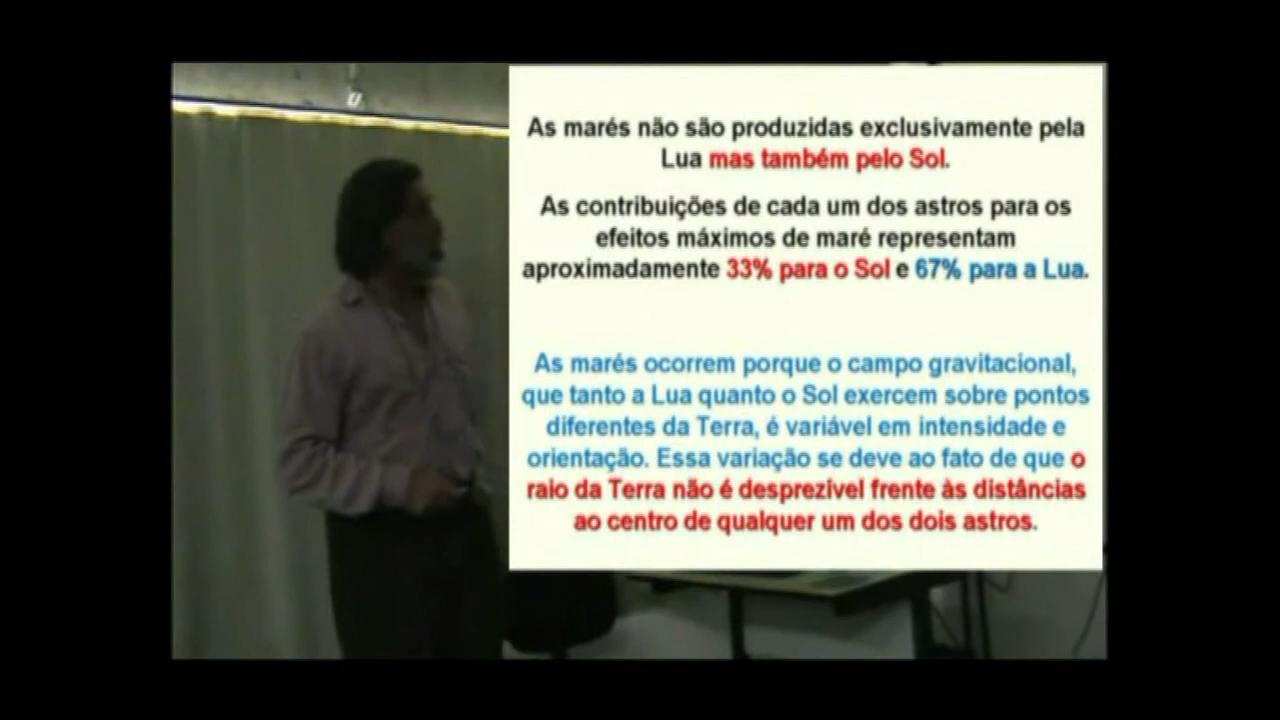 As marés não são produzidas exclusivamente pela
Lua mas também pelo Sol.
As contribuições de cada um dos astros para os
efeitos máximos de maré representam
aproximadamente 33% para o Sol e 67% para a Lua.
As marés ocorrem porque o campo gravitacional,
que tanto a Lua quanto o Sol exercem sobre pontos
diferentes da Terra, é variável em intensidade e
orientação. Essa variação se deve ao fato de que o
raio da Terra não é desprezível frente às distâncias
ao centro de qualquer um dos dois astros.